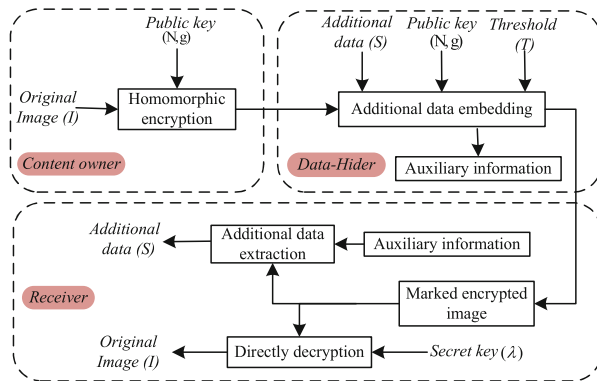 Public key
(N,g)
Original
Image (I)
Homomorphic
encryption
Content owner
Additional
data (S)
Public key
(N,g)
Threshold
(T)
Additional data embedding
Data-Hider
Auxiliary information
Additional
data (S)
Additional data
extraction
Auxiliary information
Receiver
Marked encrypted
image
Original
Image (I)
Directly decryption
Secret key (λ)